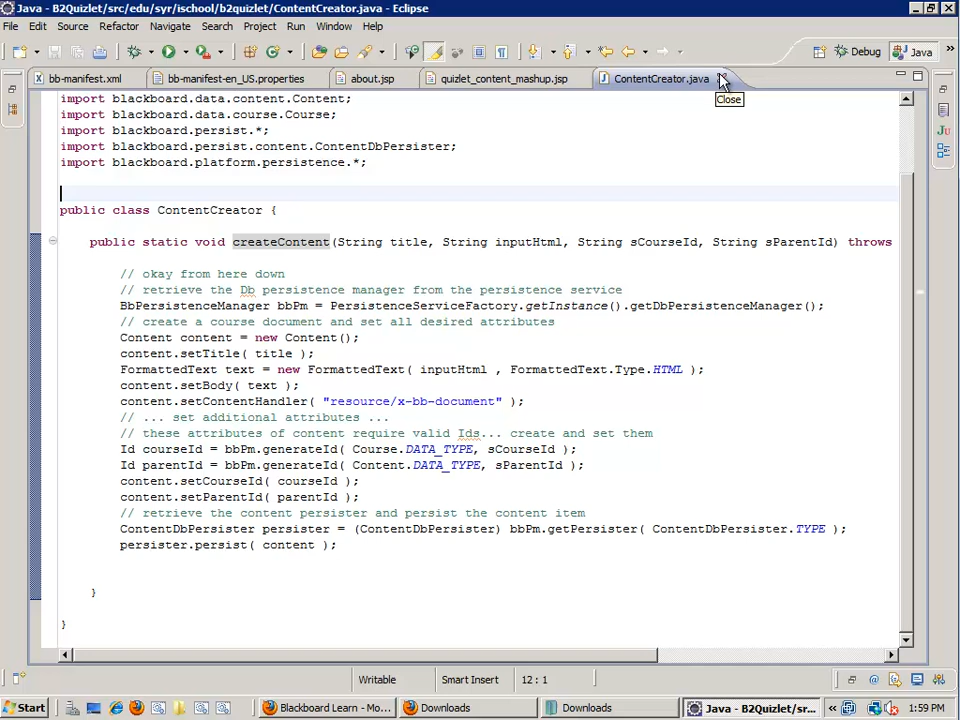 Java - B2Quizlet/src/edu/syr/ischool/b2quizlet/ContentCreator.java - Eclipse
File Edit Source Refactor Navigate Search Project Run Window Help
Debug Java »
bb-manifest.xml bb-manifest-en_US.properties about.jsp quizlet_content_mashup.jsp ContentCreator.java
Close
import blackboard.data.content.Content;
import blackboard.data.course.Course;
import blackboard.persist.*;
import blackboard.persist.content.ContentDbPersister;
import blackboard.platform.persistence.*;
public class ContentCreator {
public static void createContent(String title, String inputHtml, String sCourseId, String sParentId) throws
// okay from here down
// retrieve the Db persistence manager from the persistence service
BbPersistenceManager bbPm = PersistenceServiceFactory.getInstance().getDbPersistenceManager();
// create a course document and set all desired attributes
Content content = new Content();
content.setTitle( title );
FormattedText text = new FormattedText( inputHtml , FormattedText.Type.HTML );
content.setBody( text );
content.setContentHandler( "resource/x-bb-document" );
// ... set additional attributes ...
// these attributes of content require valid Ids... create and set them
Id courseId = bbPm.generateId( Course.DATA_TYPE, sCourseId );
Id parentId = bbPm.generateId( Content.DATA_TYPE, sParentId );
content.setCourseId( courseId );
content.setParentId( parentId );
// retrieve the content persister and persist the content item
ContentDbPersister persister = (ContentDbPersister) bbPm.getPersister( ContentDbPersister.TYPE );
persister.persist( content );
}
}
Writable Smart Insert 12 : 1
Start Blackboard Learn - Mo... Downloads Downloads Java - B2Quizlet/sr... « 1:59 PM